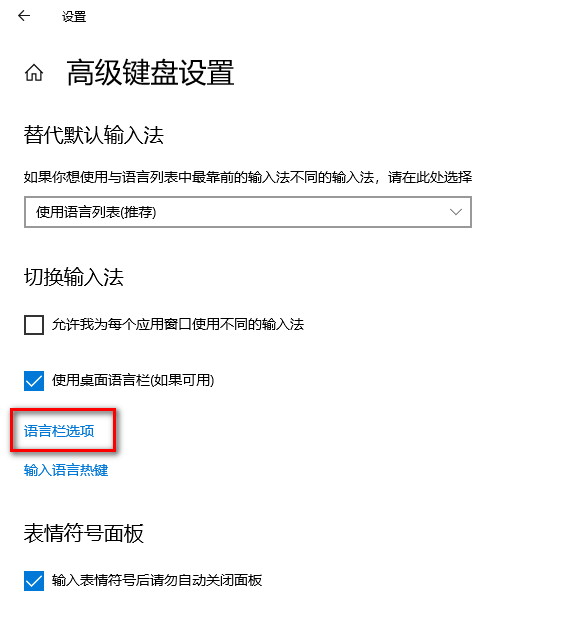 设置
高级键盘设置
替代默认输入法
如果你想使用与语言列表中最靠前的输入法不同的输入法，请在此处选择
使用语言列表(推荐)
切换输入法
允许我为每个应用窗口使用不同的输入法
使用桌面语言栏(如果可用)
语言栏选项
输入语言热键
表情符号面板
输入表情符号后请勿自动关闭面板